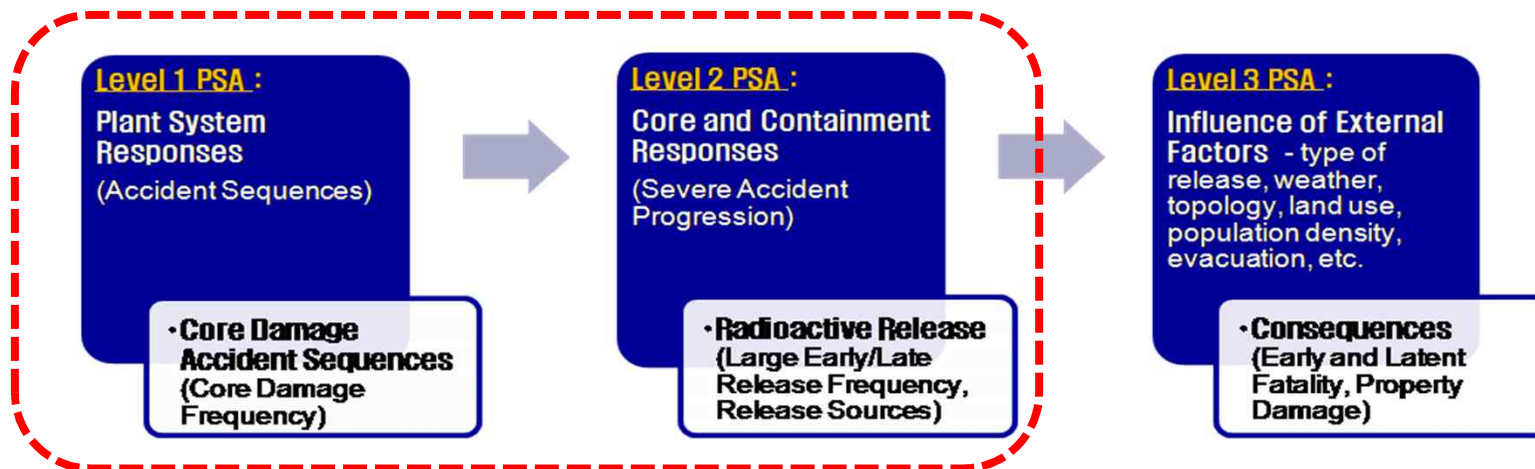 Level 1 PSA :
Plant System
Responses
(Accident Sequences)
·Core Damage
Accident Sequences
(Core Damage
Frequency)
Level 2 PSA :
Core and Containment
Responses
(Severe Accident
Progression)
·Radioactive Release
(Large Early/Late
Release Frequency,
Release Sources)
Level 3 PSA :
Influence of External
Factors - type of
release, weather,
topology, land use,
population density,
evacuation, etc.
·Consequences
(Early and Latent
Fatality, Property
Damage)